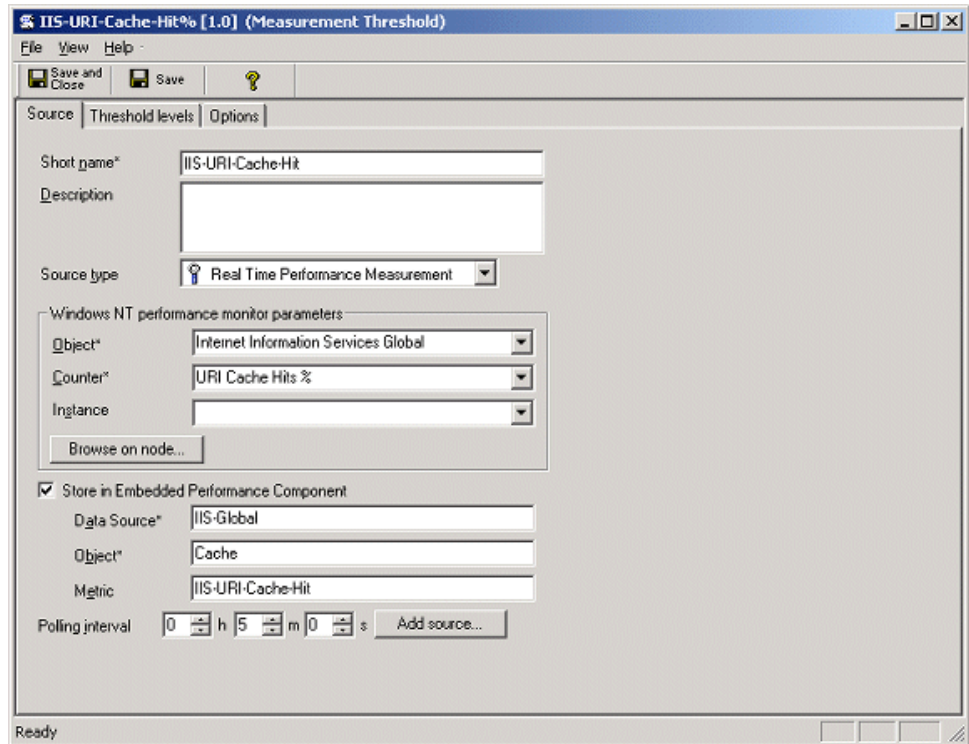 IIS-URI-Cache-Hit% [1.0] (Measurement Threshold)
File View Help
Save and Close Save
Source Threshold levels Options
Short name* IIS-URI-Cache-Hit
Description
Source type Real Time Performance Measurement
Windows NT performance monitor parameters
Object* Internet Information Services Global
Counter* URI Cache Hits %
Instance
Browse on node...
Store in Embedded Performance Component
Data Source* IIS-Global
Object* Cache
Metric IIS-URI-Cache-Hit
Polling interval 0 h 5 m 0 s Add source...
Ready